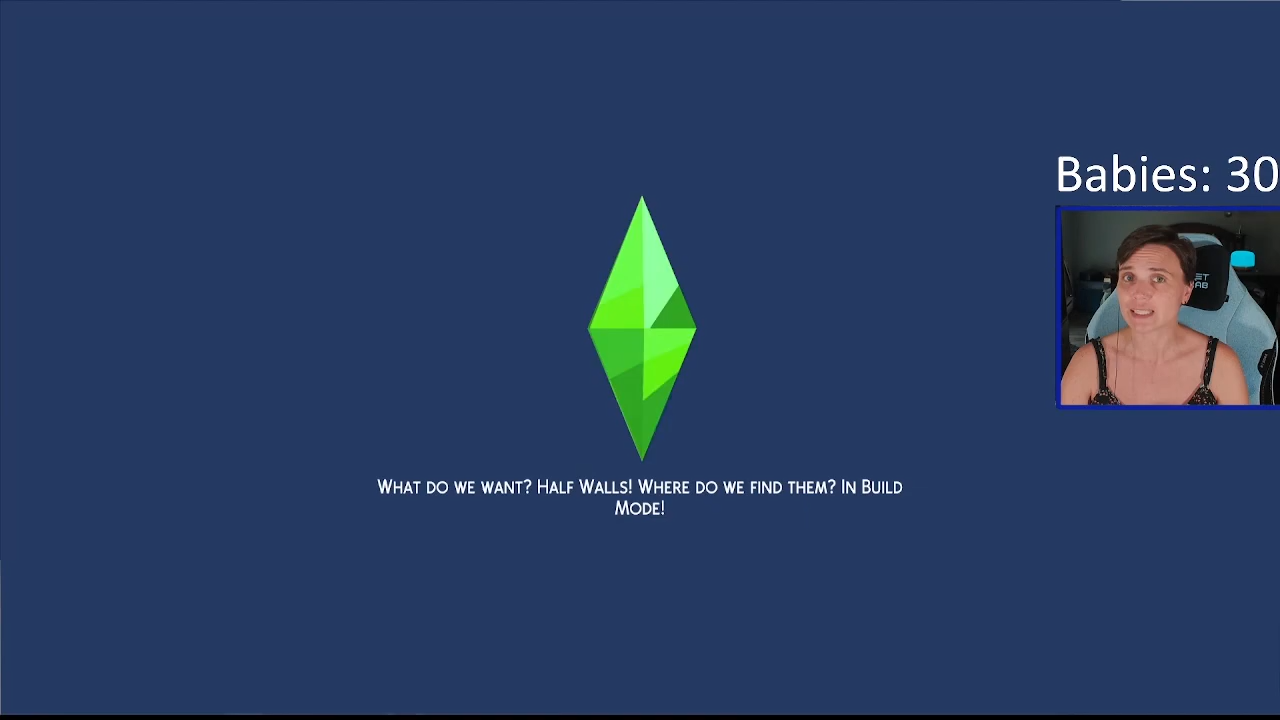 Babies: 30
What do we want? Half Walls! Where do we find them? In Build
Mode!